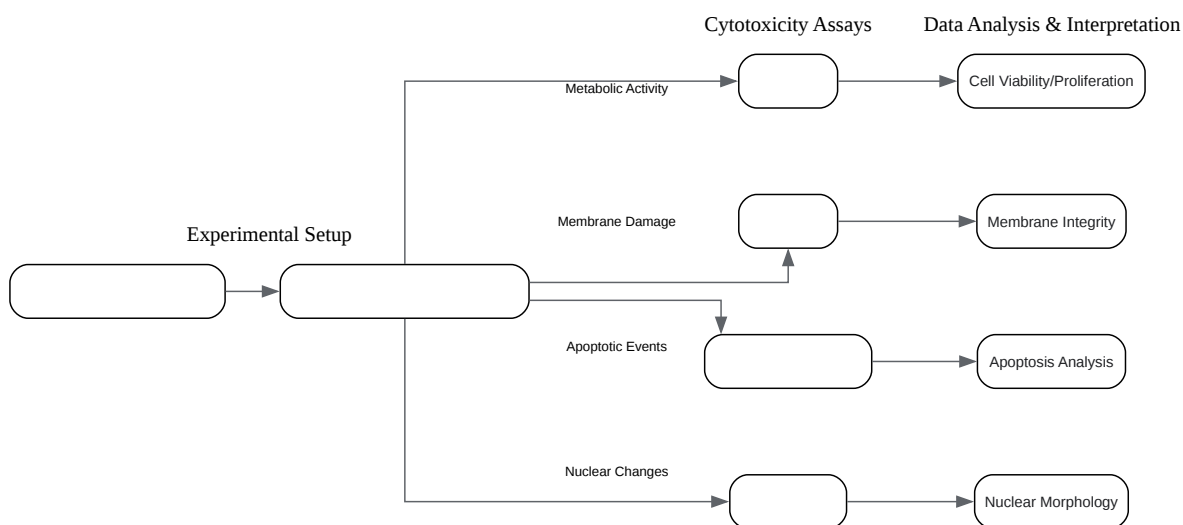 Cytotoxicity Assays
Data Analysis & Interpretation
Metabolic Activity
Cell Viability/Proliferation
Membrane Damage
Membrane Integrity
Experimental Setup
Apoptotic Events
Apoptosis Analysis
Nuclear Changes
Nuclear Morphology